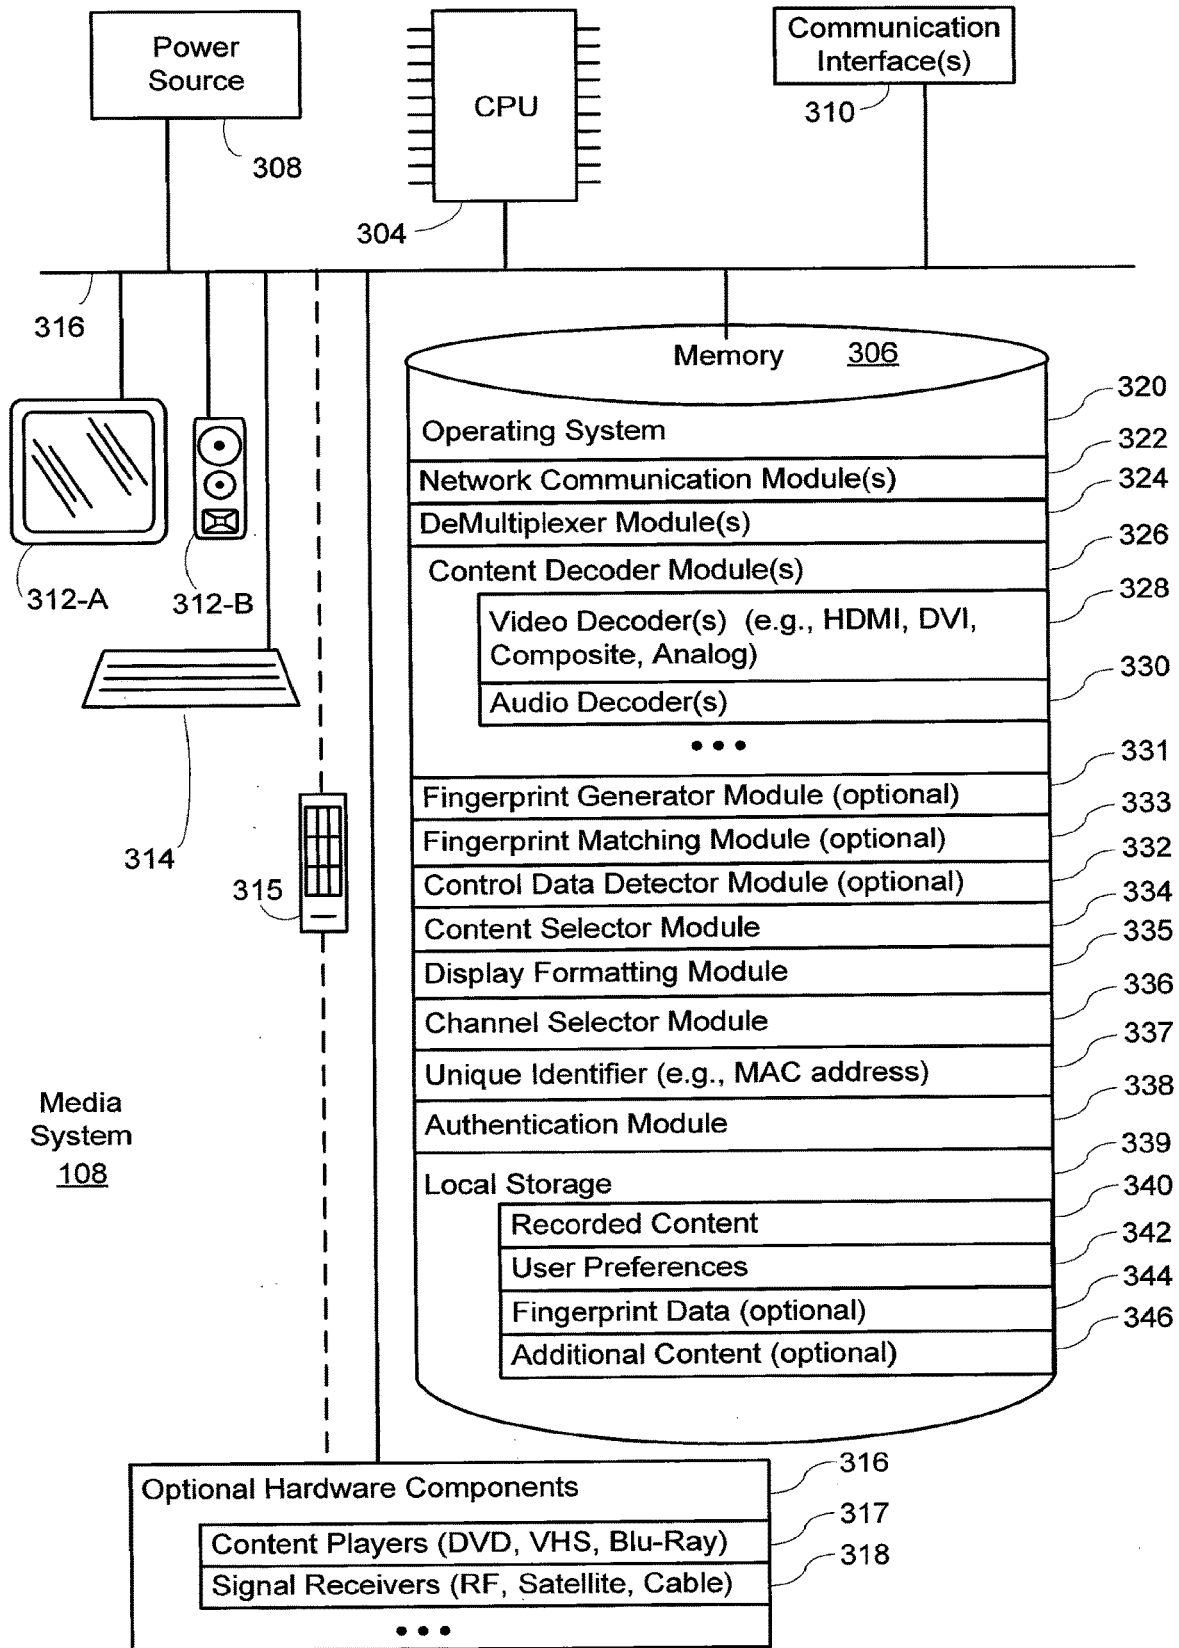 Power
Source
308
CPU
304
Communication
Interface(s)
310
316
312-A
312-B
314
315
Memory 306
Operating System
320
Network Communication Module(s)
322
DeMultiplexer Module(s)
324
Content Decoder Module(s)
326
Video Decoder(s) (e.g., HDMI, DVI,
Composite, Analog)
328
Audio Decoder(s)
330
• • •
Fingerprint Generator Module (optional)
331
Fingerprint Matching Module (optional)
333
Control Data Detector Module (optional)
332
Content Selector Module
334
Display Formatting Module
335
Channel Selector Module
336
Unique Identifier (e.g., MAC address)
337
Authentication Module
338
Local Storage
339
Recorded Content
340
User Preferences
342
Fingerprint Data (optional)
344
Additional Content (optional)
346
Media
System
108
Optional Hardware Components
316
Content Players (DVD, VHS, Blu-Ray)
317
Signal Receivers (RF, Satellite, Cable)
318
• • •